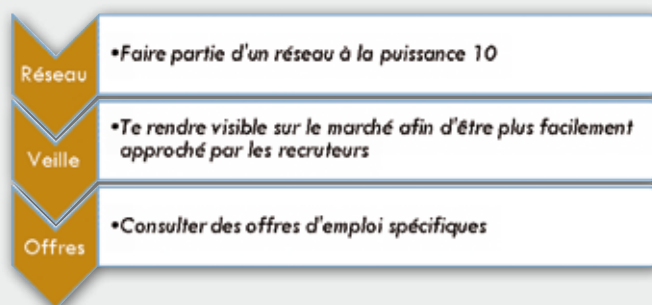 Réseau
•Faire partie d'un réseau à la puissance 10
Veille
•Te rendre visible sur le marché afin d'être plus facilement
approché par les recruteurs
Offres
•Consulter des offres d'emploi spécifiques